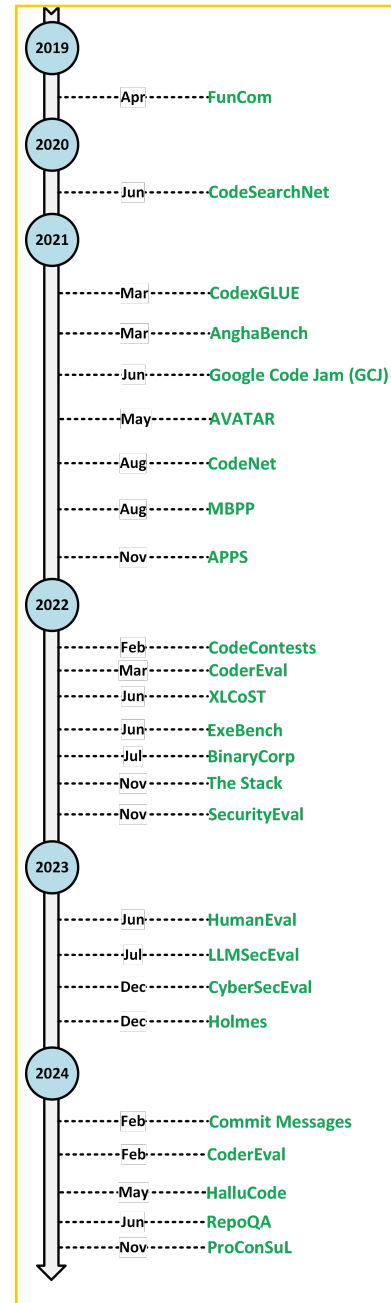 2019
Apr FunCom
2020
Jun CodeSearchNet
2021
Mar CodexGLUE
Mar AnghaBench
Jun Google Code Jam (GCJ)
May AVATAR
Aug CodeNet
Aug MBPP
Nov APPS
2022
Feb CodeContests
Mar CoderEval
Jun XLCoST
Jun ExeBench
Jul BinaryCorp
Nov The Stack
Nov SecurityEval
2023
Jun HumanEval
Jul LLMSecEval
Dec CyberSecEval
Dec Holmes
2024
Feb Commit Messages
Feb CoderEval
May HalluCode
Jun RepoQA
Nov ProConSuL